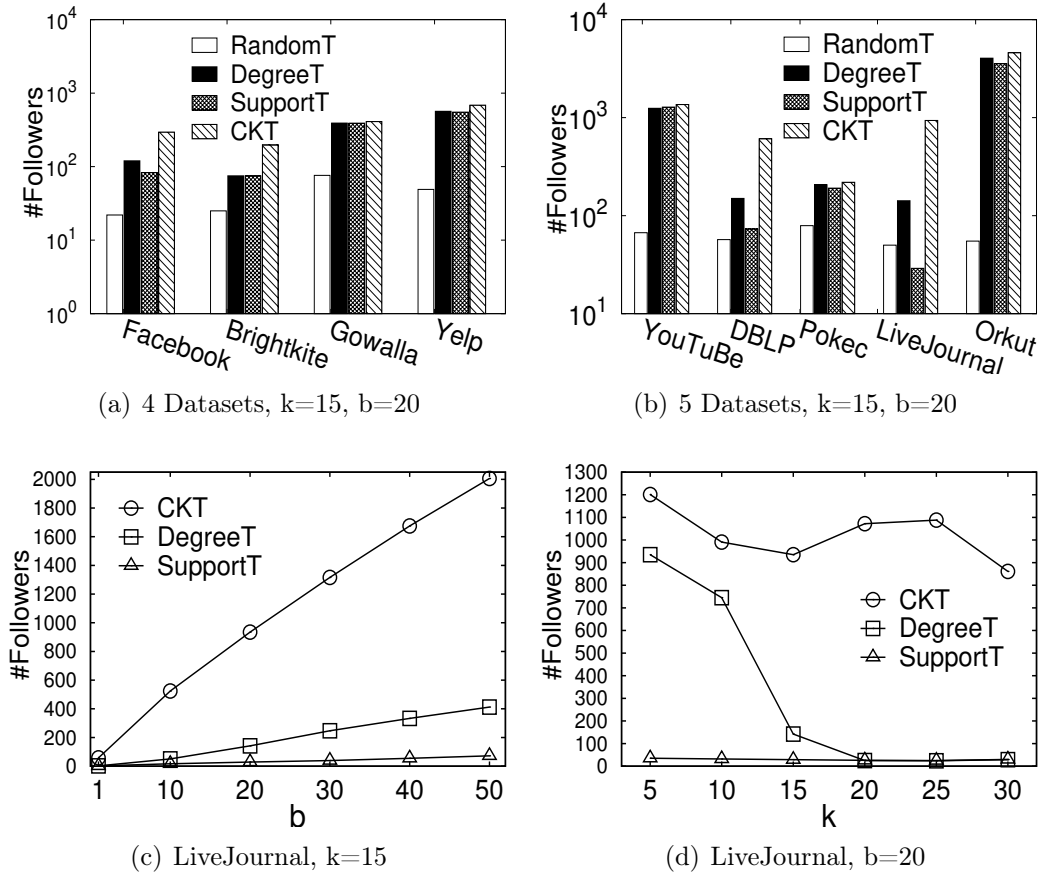 #Followers
10^4
10^3
10^2
10^1
10^0
RandomT
DegreeT
SupportT
CKT
Facebook
Brightkite
Gowalla
Yelp
(a) 4 Datasets, k=15, b=20
#Followers
10^4
10^3
10^2
10^1
RandomT
DegreeT
SupportT
CKT
YouTuBe
DBLP
Pokec
LiveJournal
Orkut
(b) 5 Datasets, k=15, b=20
#Followers
2000
1800
1600
1400
1200
1000
800
600
400
200
0
CKT
DegreeT
SupportT
1 10 20 30 40 50
b
(c) LiveJournal, k=15
#Followers
1300
1200
1100
1000
900
800
700
600
500
400
300
200
100
0
CKT
DegreeT
SupportT
5 10 15 20 25 30
k
(d) LiveJournal, b=20